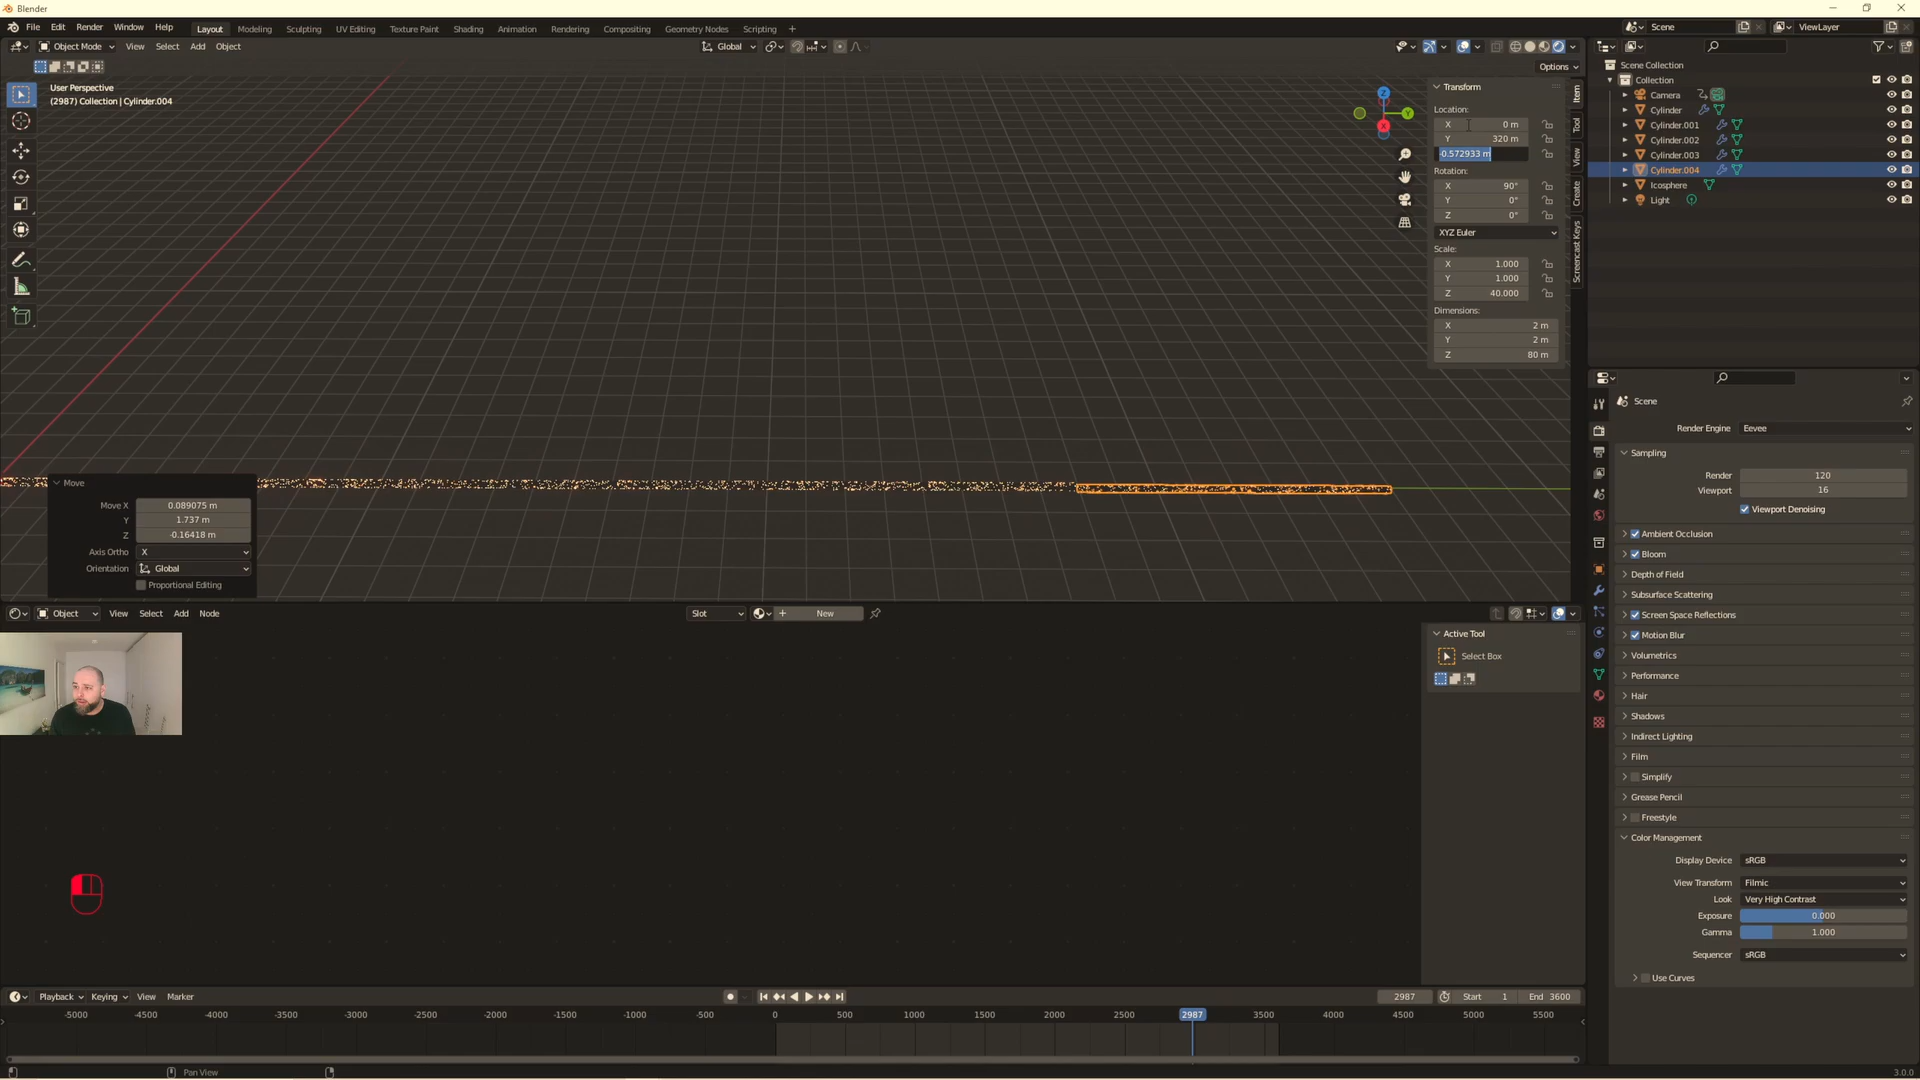 Blender
File Edit Render Window Help
Layout Modeling Sculpting UV Editing Texture Paint Shading Animation Rendering Compositing Geometry Nodes Scripting +
Scene
ViewLayer
Object Mode View Select Add Object
Global
Options
User Perspective
(2987) Collection | Cylinder.004
Transform
Location:
X 0 m
Y 320 m
-0.572933 m
Rotation:
X 90°
Y 0°
Z 0°
XYZ Euler
Scale:
X 1.000
Y 1.000
Z 40.000
Dimensions:
X 2 m
Y 2 m
Z 80 m
Item
Tool
View
Create
Screencast Keys
Z
Y
X
Scene Collection
Collection
Camera
Cylinder
Cylinder.001
Cylinder.002
Cylinder.003
Cylinder.004
Icosphere
Light
Move
Move X 0.089075 m
Y 1.737 m
Z -0.16418 m
Axis Ortho X
Orientation Global
Proportional Editing
Scene
Render Engine Eevee
Sampling
Render 120
Viewport 16
Viewport Denoising
Ambient Occlusion
Bloom
Depth of Field
Subsurface Scattering
Screen Space Reflections
Motion Blur
Volumetrics
Performance
Hair
Shadows
Indirect Lighting
Film
Simplify
Grease Pencil
Freestyle
Color Management
Display Device sRGB
View Transform Filmic
Look Very High Contrast
Exposure 0.000
Gamma 1.000
Sequencer sRGB
Use Curves
Object View Select Add Node
Slot
New
Active Tool
Select Box
Playback Keying View Marker
2987
Start 1
End 3600
-5000 -4500 -4000 -3500 -3000 -2500 -2000 -1500 -1000 -500 0 500 1000 1500 2000 2500 2987 3500 4000 4500 5000 5500
Pan View
3.0.0